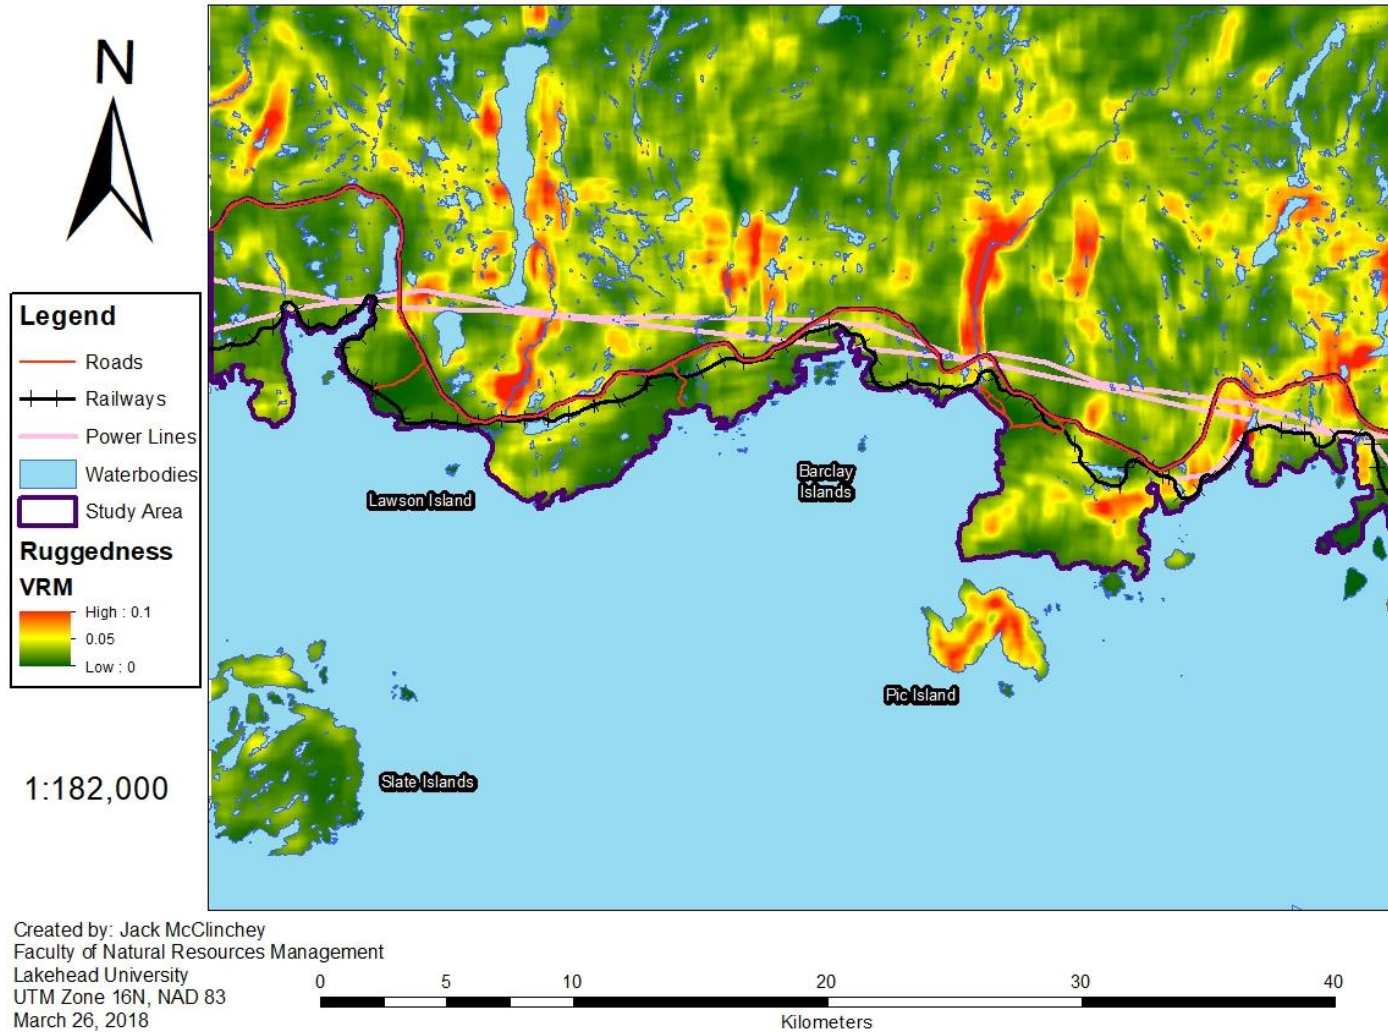 N
Legend
Roads
Railways
Power Lines
Waterbodies
Study Area
Ruggedness
VRM
High : 0.1
0.05
Low : 0
1:182,000
Lawson Island
Barclay
Islands
Pic Island
Slate Islands
Created by: Jack McClinchey
Faculty of Natural Resources Management
Lakehead University
UTM Zone 16N, NAD 83
March 26, 2018
0 5 10 20 30 40
Kilometers